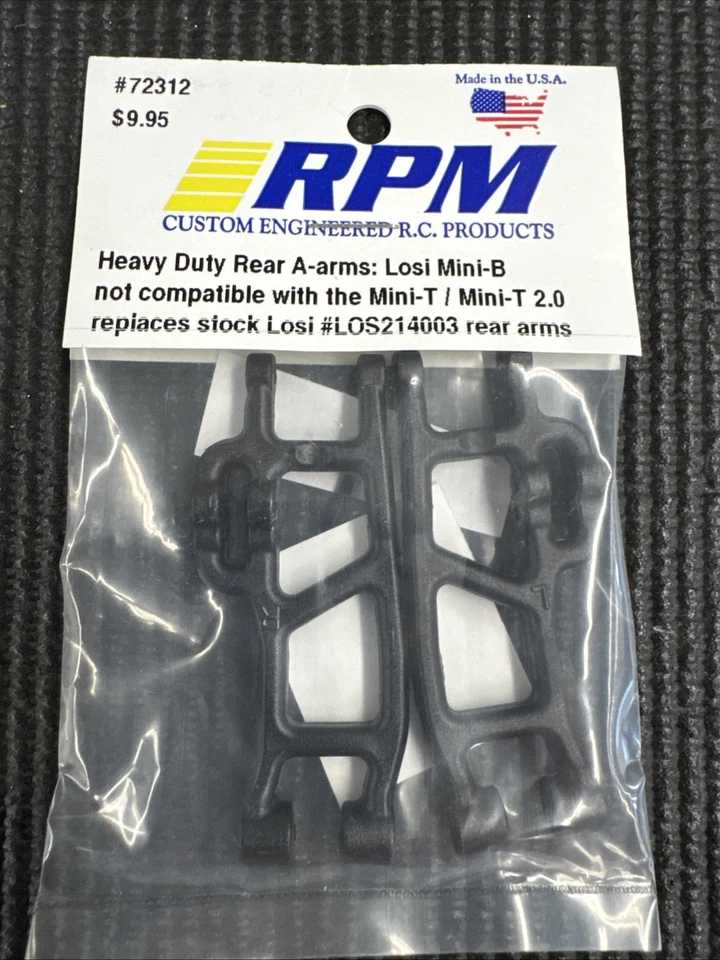 #72312
$9.95
Made in the U.S.A.
RPM
CUSTOM ENGINEERED R.C. PRODUCTS
Heavy Duty Rear A-arms: Losi Mini-B
not compatible with the Mini-T / Mini-T 2.0
replaces stock Losi #LOS214003 rear arms
R
L